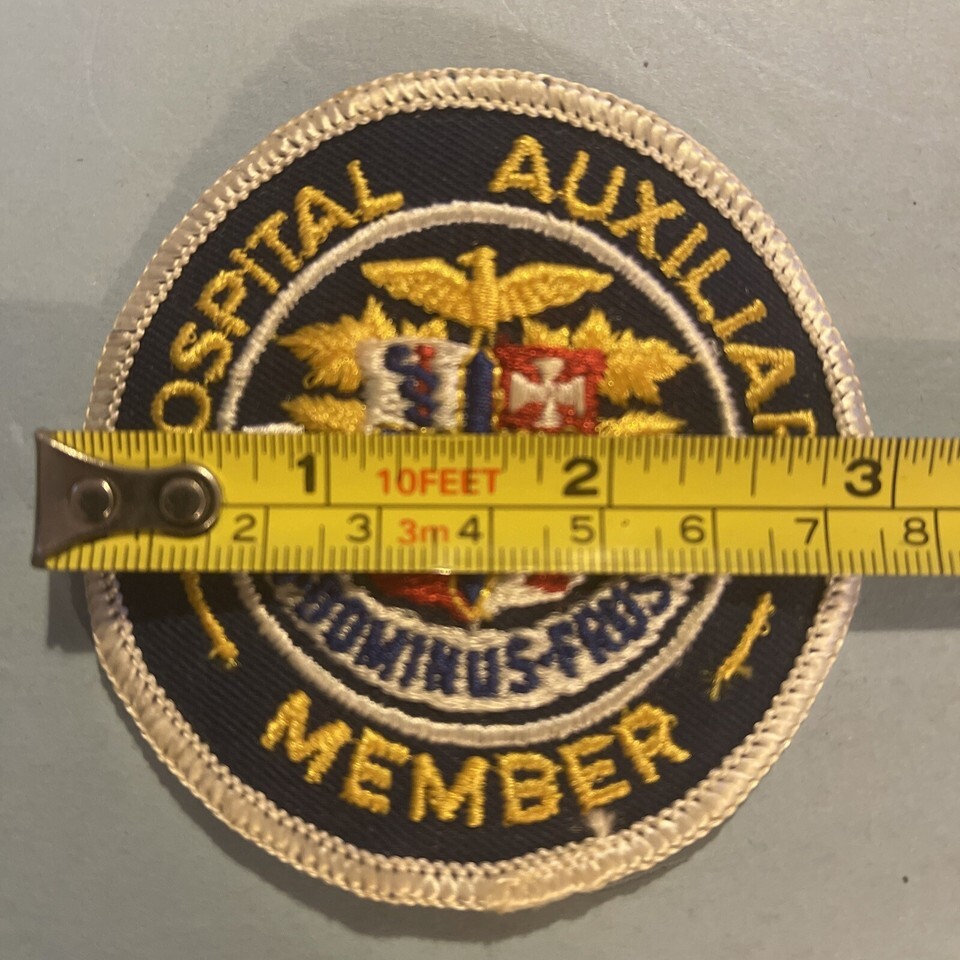 OSPITAL AUXILIAR
1 10FEET 2 3
2 3 3m 4 5 6 7 8
DOMINUS-FRUS
MEMBER